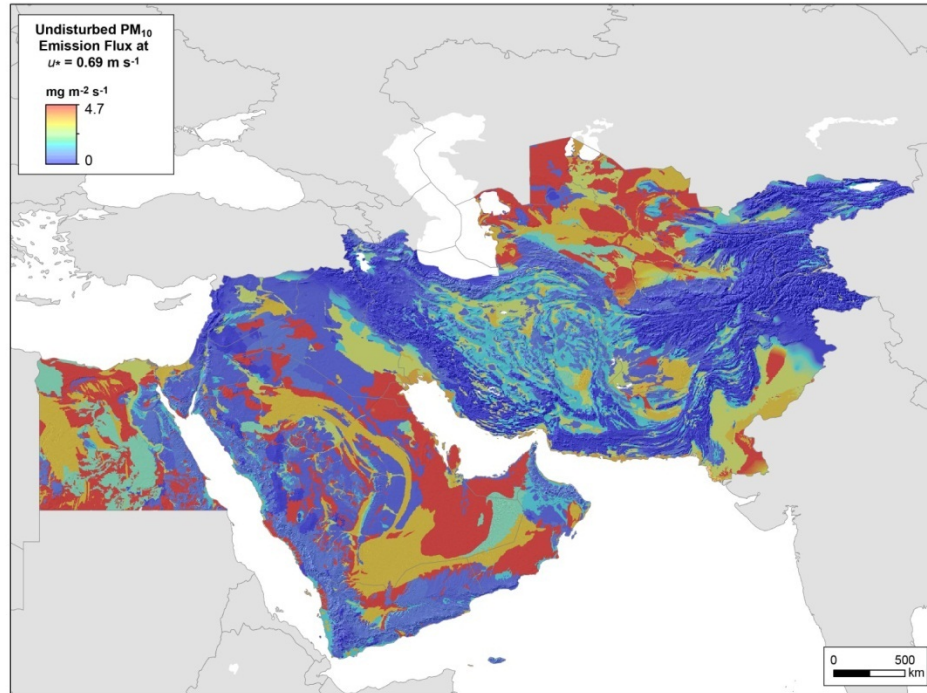 Undisturbed PM₁₀
Emission Flux at
u* = 0.69 m s⁻¹
mg m⁻² s⁻¹
4.7
0
0 500
km